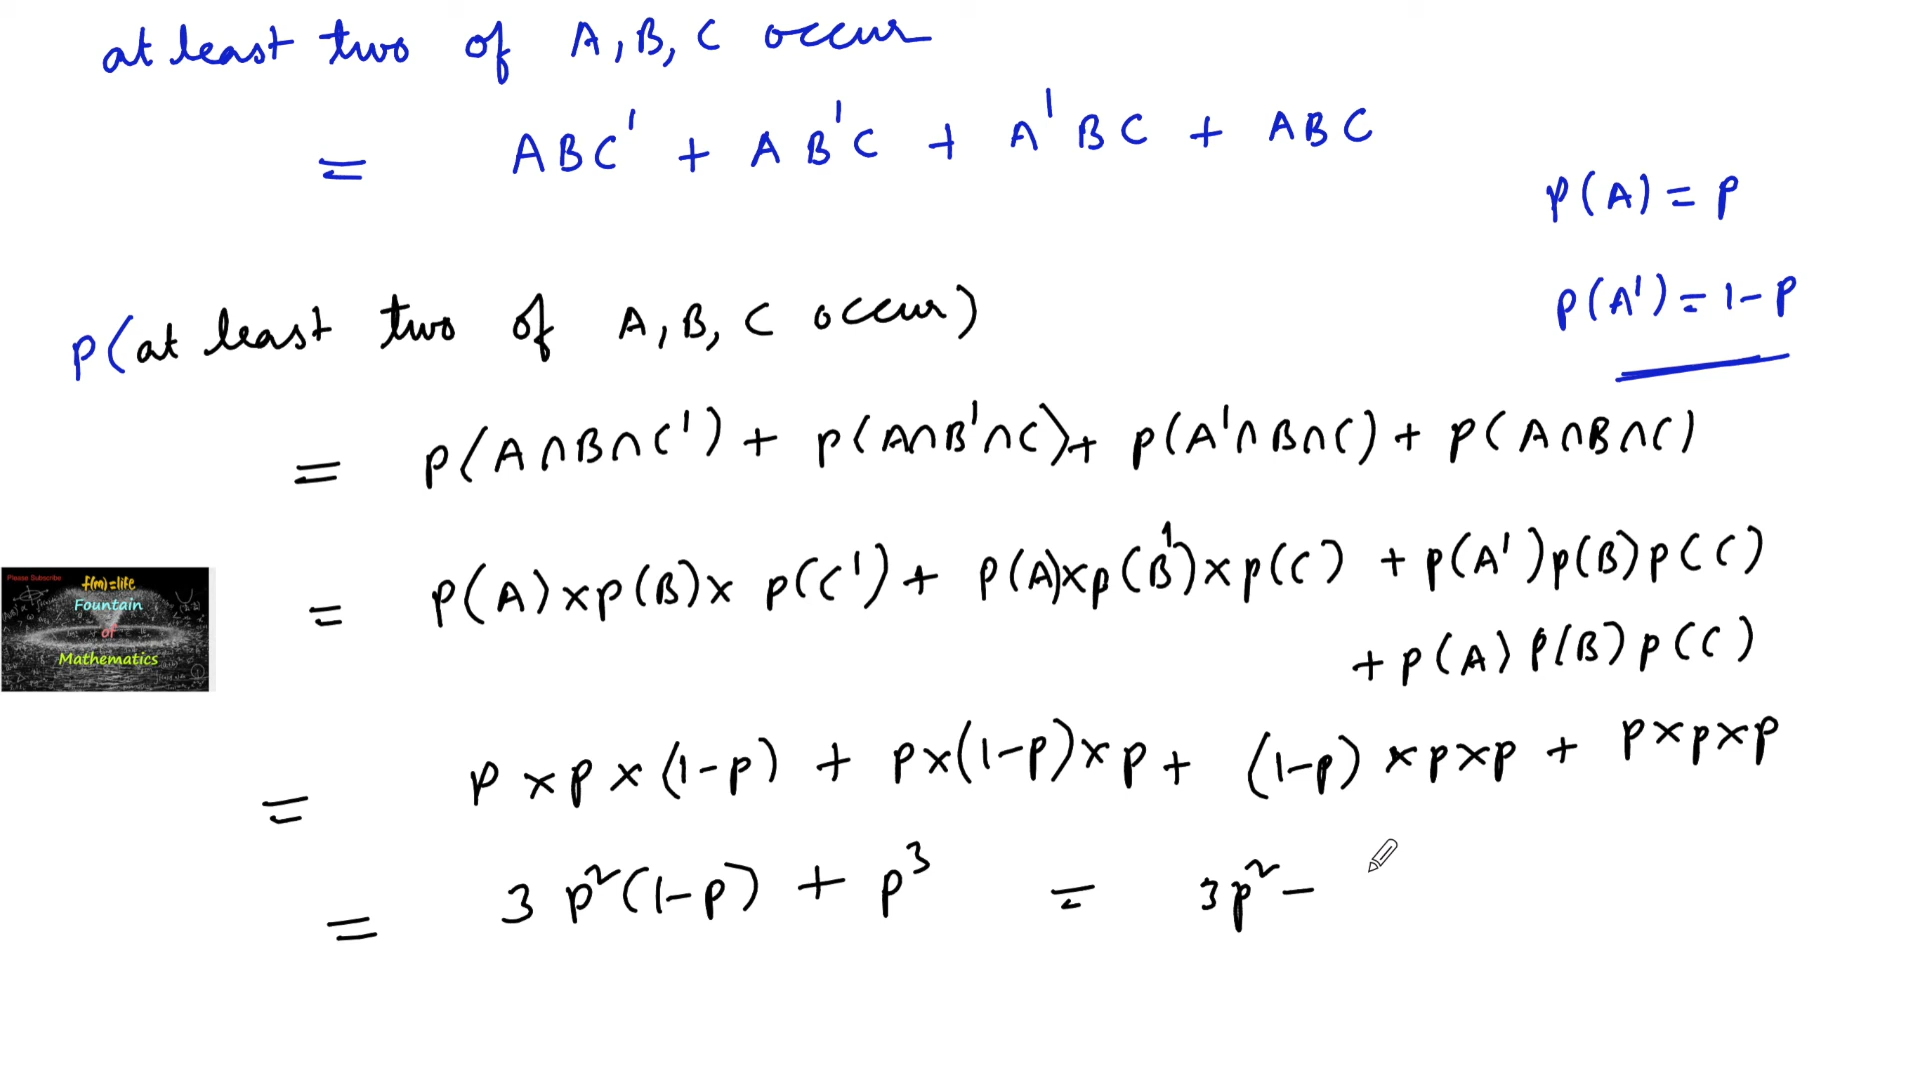 at least two of A, B, C occur
= ABC' + AB'C + A'BC + ABC
P(A) = P
P(A') = 1-P
P(at least two of A, B, C occur)
= P(A∩B∩C') + P(A∩B'∩C) + P(A'∩B∩C) + P(A∩B∩C)
= P(A)×P(B)× P(C') + P(A)×P(B')×P(C) + P(A')P(B)P(C)
+ P(A) P(B) P(C)
Please Subscribe
f(m)=life
Fountain
of
Mathematics
= P×P×(1-P) + P×(1-P)×P + (1-P)×P×P + P×P×P
= 3P²(1-P) + P³ = 3P² -